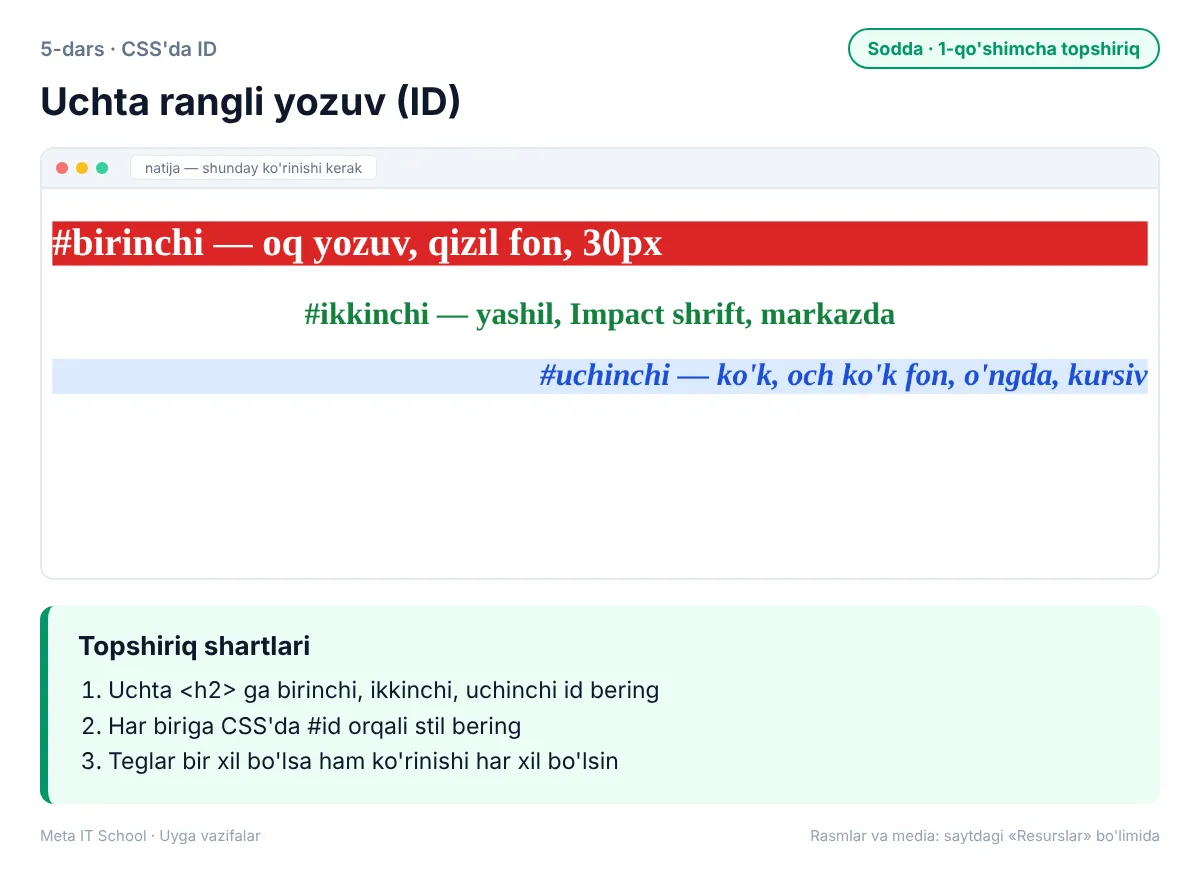 5-dars · CSS'da ID
Sodda · 1-qo'shimcha topshiriq
Uchta rangli yozuv (ID)
natija — shunday ko'rinishi kerak
#birinchi — oq yozuv, qizil fon, 30px
#ikkinchi — yashil, Impact shrift, markazda
#uchinchi — ko'k, och ko'k fon, o'ngda, kursiv
Topshiriq shartlari
1. Uchta <h2> ga birinchi, ikkinchi, uchinchi id bering
2. Har biriga CSS'da #id orqali stil bering
3. Teglar bir xil bo'lsa ham ko'rinishi har xil bo'lsin
Meta IT School · Uyga vazifalar
Rasmlar va media: saytdagi «Resurslar» bo'limida